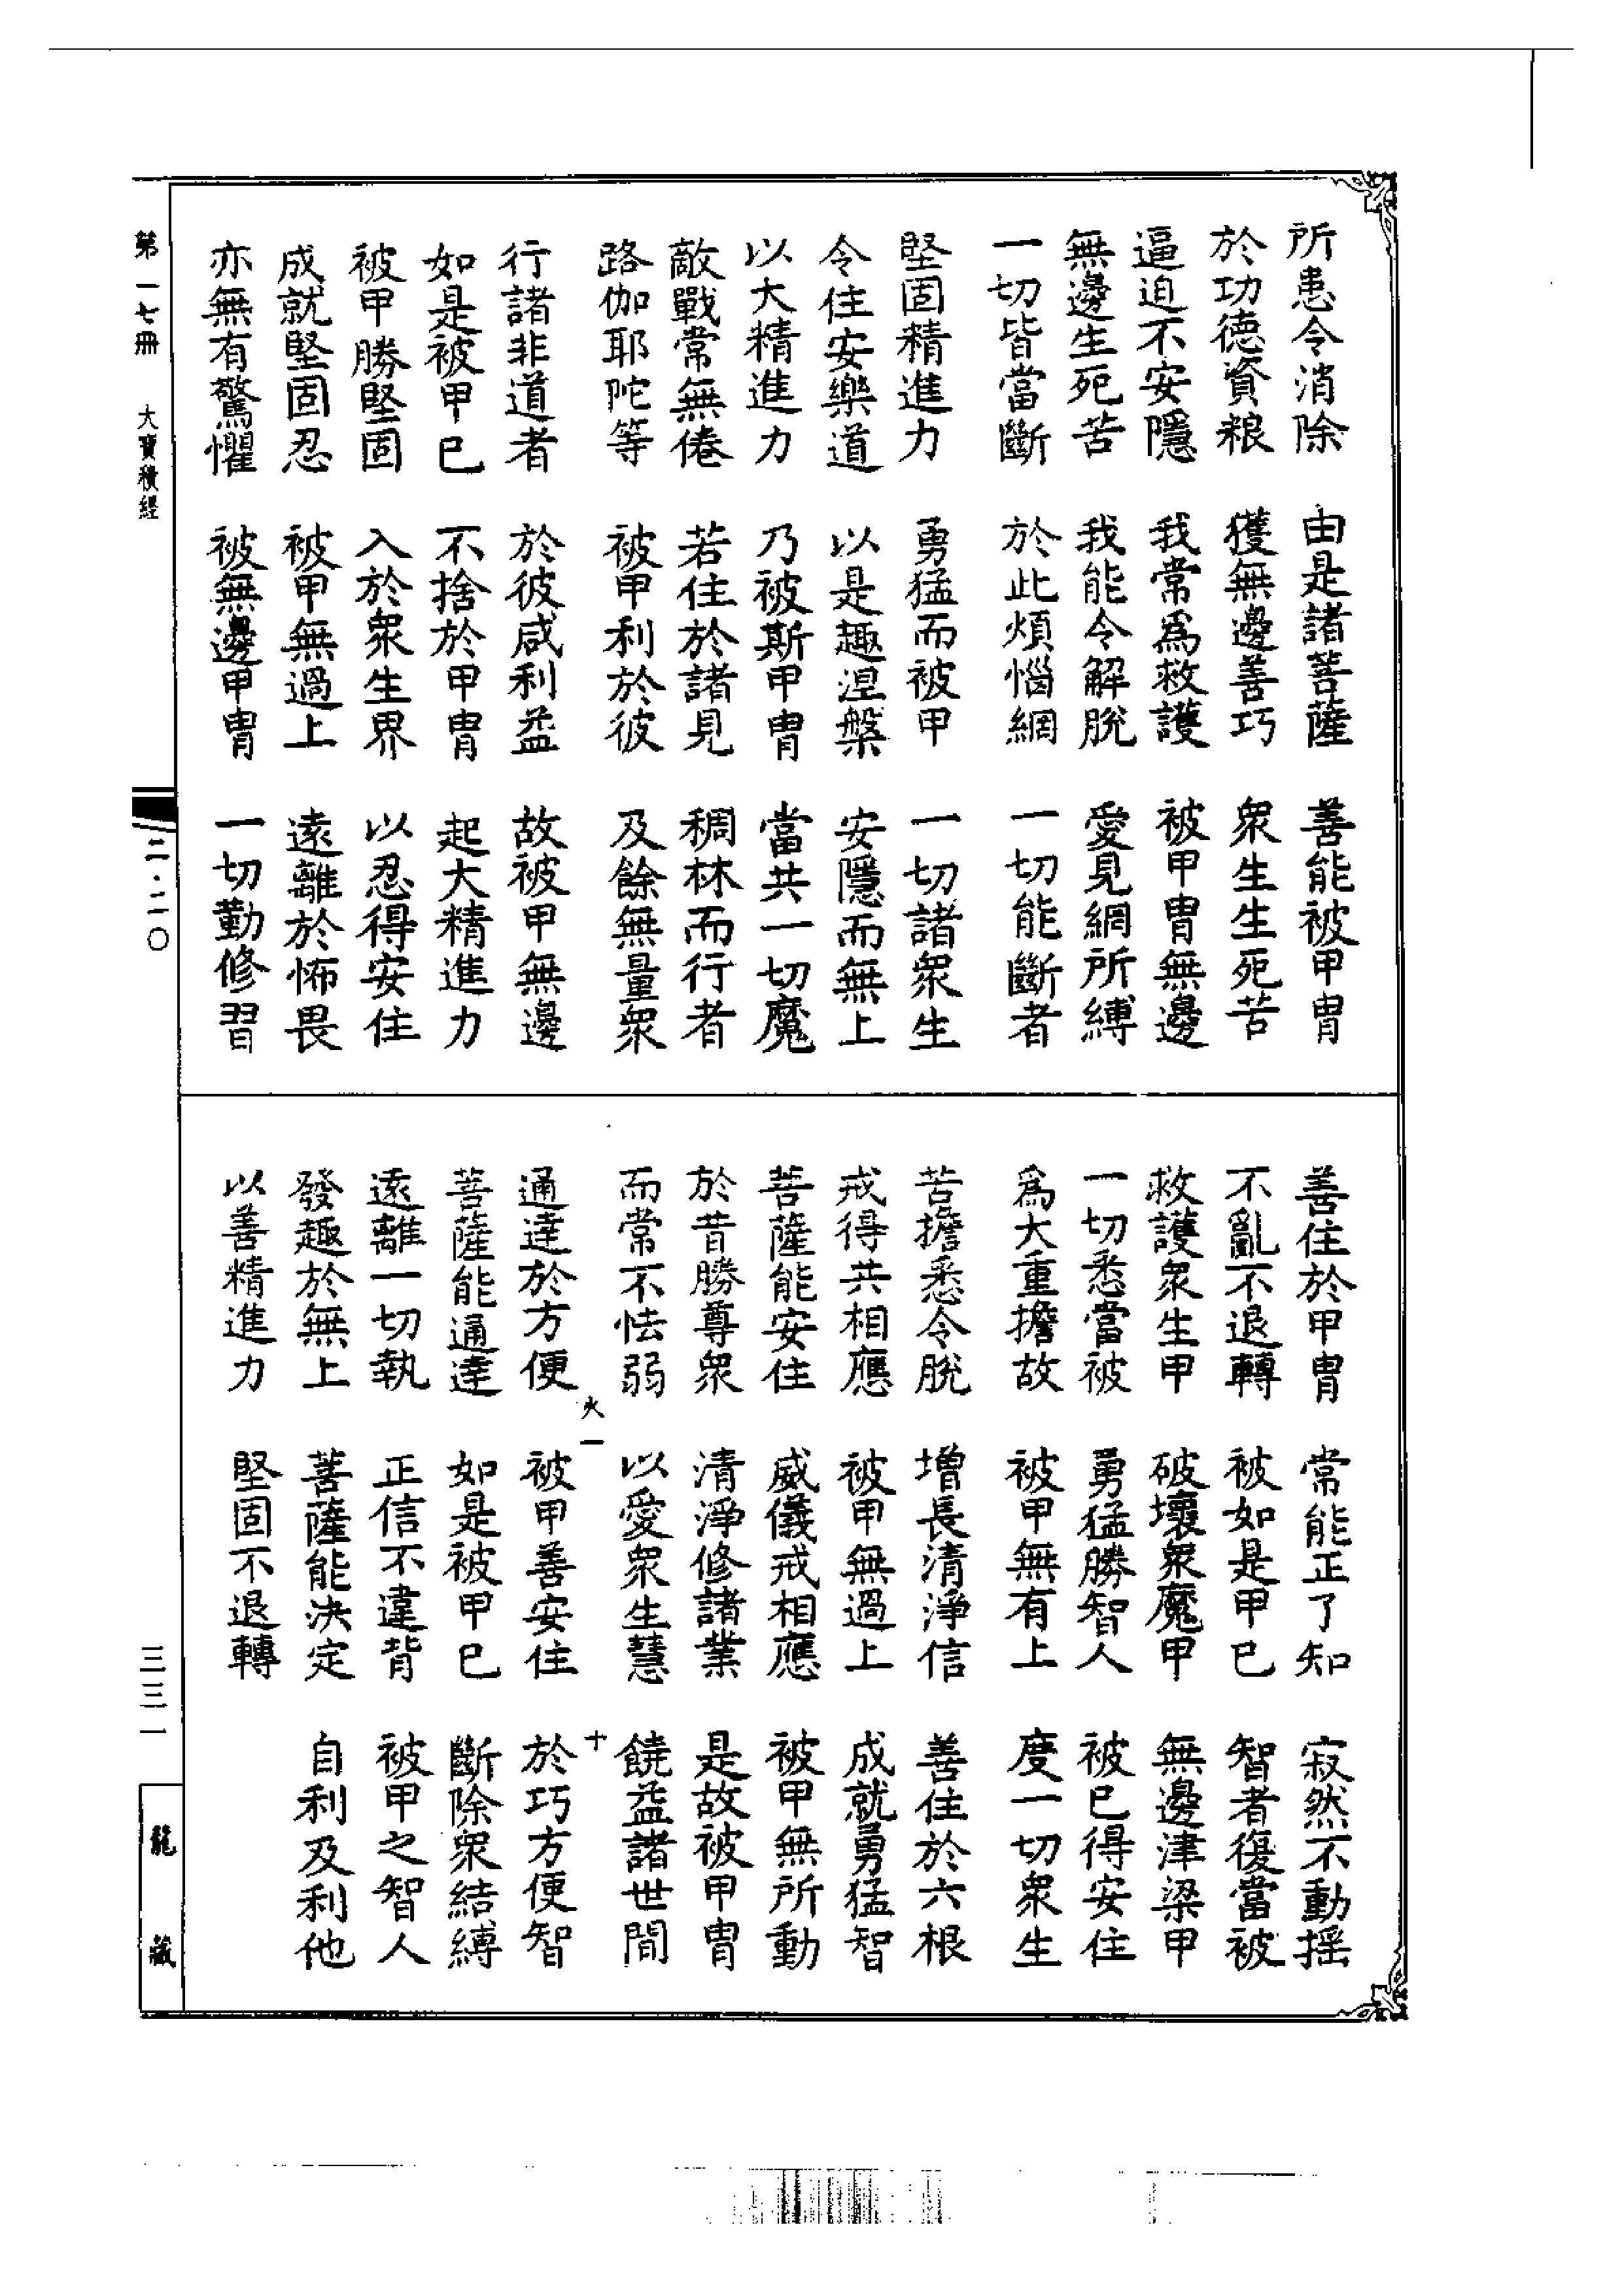 所患令消除　由是諸菩薩　善能被甲冑
於功德資粮　獲無邊善巧　衆生生死苦
逼迫不安隱　我常爲救護　被甲冑無邊
無邊生死苦　我能令解脫　愛見網所縛
一切皆當斷　於此煩惱網　一切能斷者
堅固精進力　勇猛而被甲　一切諸衆生
令住安樂道　以是趣涅槃　安隱而無上
以大精進力　乃被斯甲冑　當共一切魔
敵戰常無倦　若住於諸見　稠林而行者
路伽耶陀等　被甲利於彼　及餘無量衆
行諸非道者　於彼咸利益　故被甲無邊
如是被甲已　不捨於甲冑　起大精進力
被甲勝堅固　入於衆生界　以忍得安住
成就堅固忍　被甲無過上　遠離於怖畏
亦無有驚懼　被無邊甲冑　一切勤修習
善住於甲冑　常能正了知　寂然不動搖
不亂不退轉　被如是甲已　智者復當被
救護衆生甲　破壞衆魔甲　無邊津梁甲
一切悉當被　勇猛勝智人　被已得安住
爲大重擔故　被甲無有上　度一切衆生
苦擔悉令脫　增長清淨信　善住於六根
戒得共相應　被甲無過上　成就勇猛智
菩薩能安住　威儀戒相應　被甲無所動
於昔勝尊衆　清淨修諸業　是故被甲冑
而常不怯弱　以愛衆生慧　饒益諸世間
火一　十
通達於方便　被甲善安住　於巧方便智
菩薩能通達　如是被甲已　斷除衆結縛
遠離一切執　正信不違背　被甲之智人
發趣於無上　菩薩能決定　自利及利他
以善精進力　堅固不退轉
第一七冊　大寶積經　二·二〇　三三一　龍藏